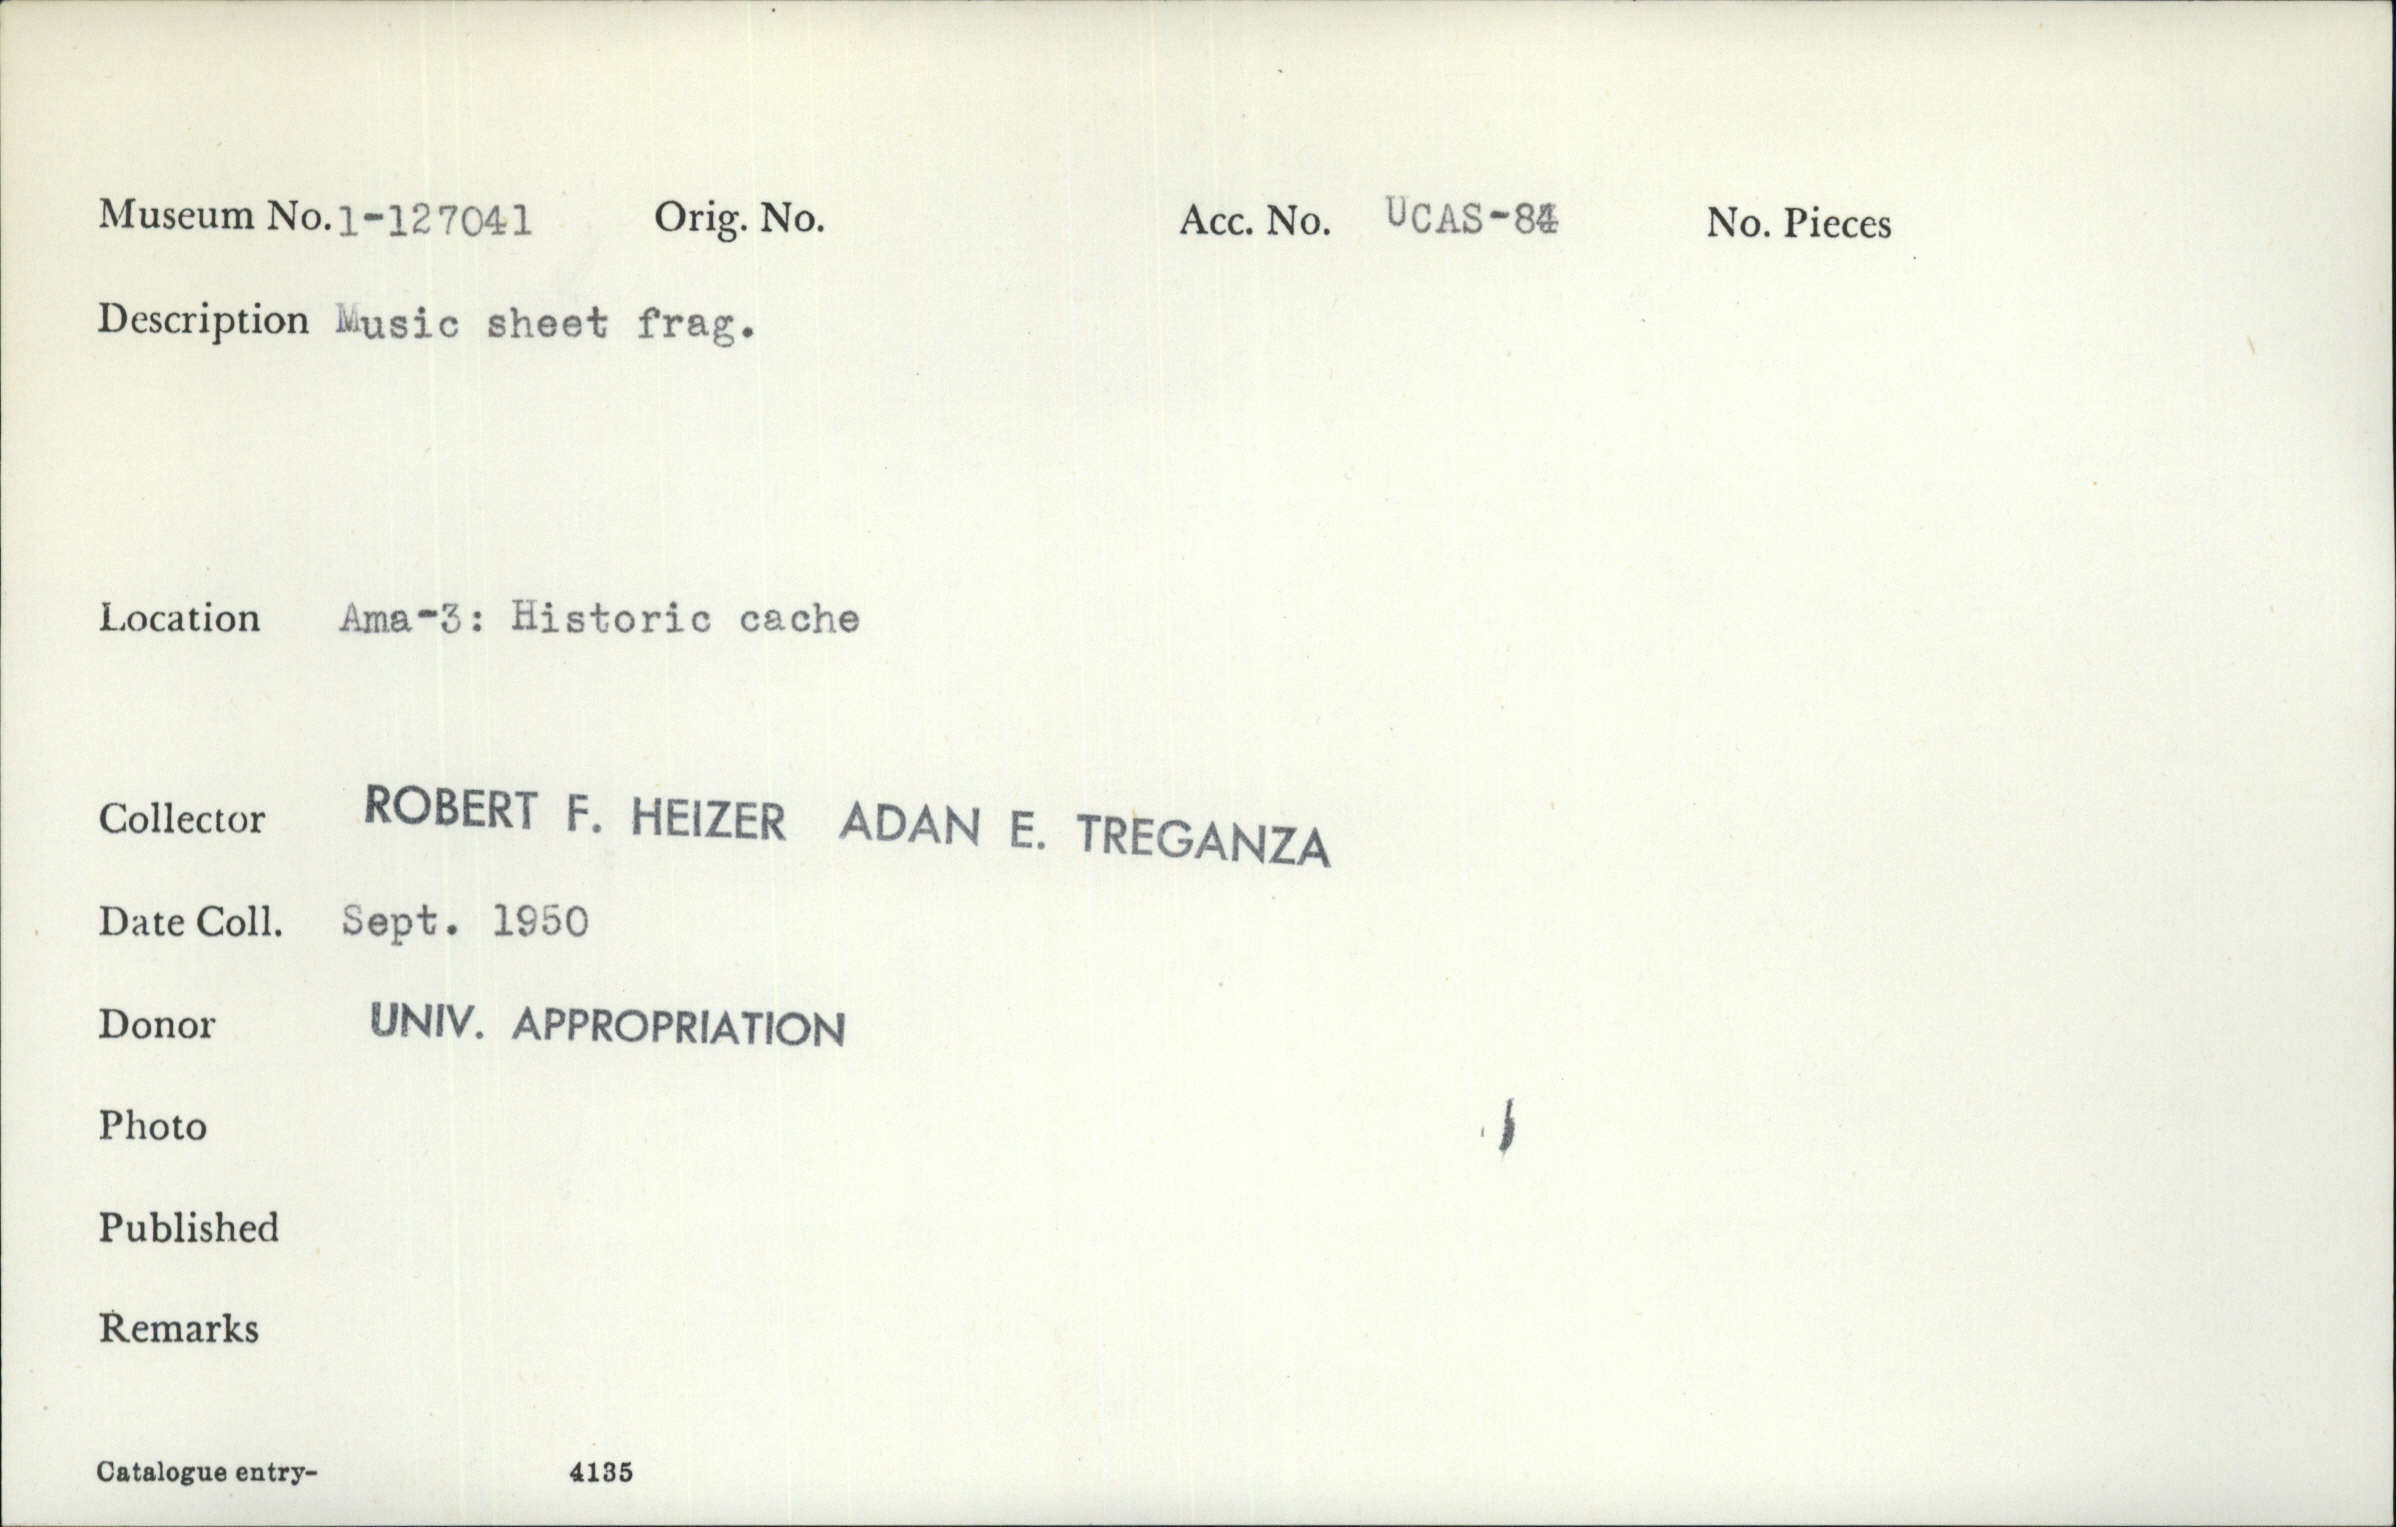 Museum No. 1-127041 Orig. No. Acc. No. UCAS-84 No. Pieces
Description Music sheet frag.
Location Ama-3: Historic cache
Collector ROBERT F. HEIZER ADAN E. TREGANZA
Date Coll. Sept. 1950
Donor UNIV. APPROPRIATION
Photo
Published
Remarks
Catalogue entry- 4135